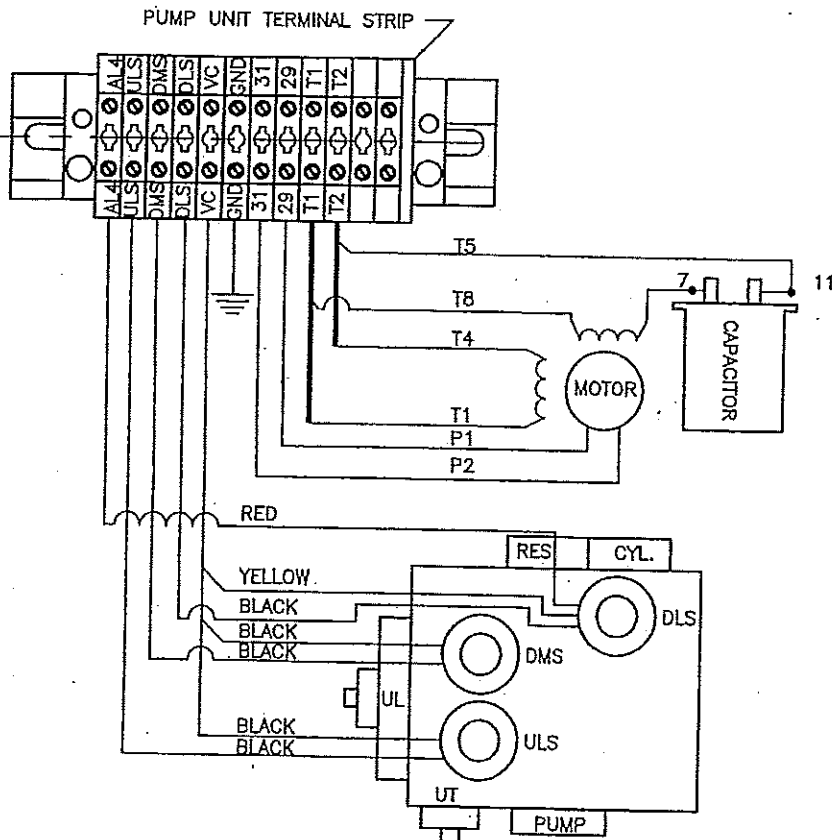 PUMP UNIT TERMINAL STRIP
AL4 ULS DMS DLS VC GND 31 29 T1 T2
AL4 ULS DMS DLS VC GND 31 29 T1 T2
T5
7
11
T8
CAPACITOR
T4
MOTOR
T1
P1
P2
RED
RES
CYL.
YELLOW
BLACK
DLS
BLACK
BLACK
DMS
UL
BLACK
BLACK
ULS
UT
PUMP